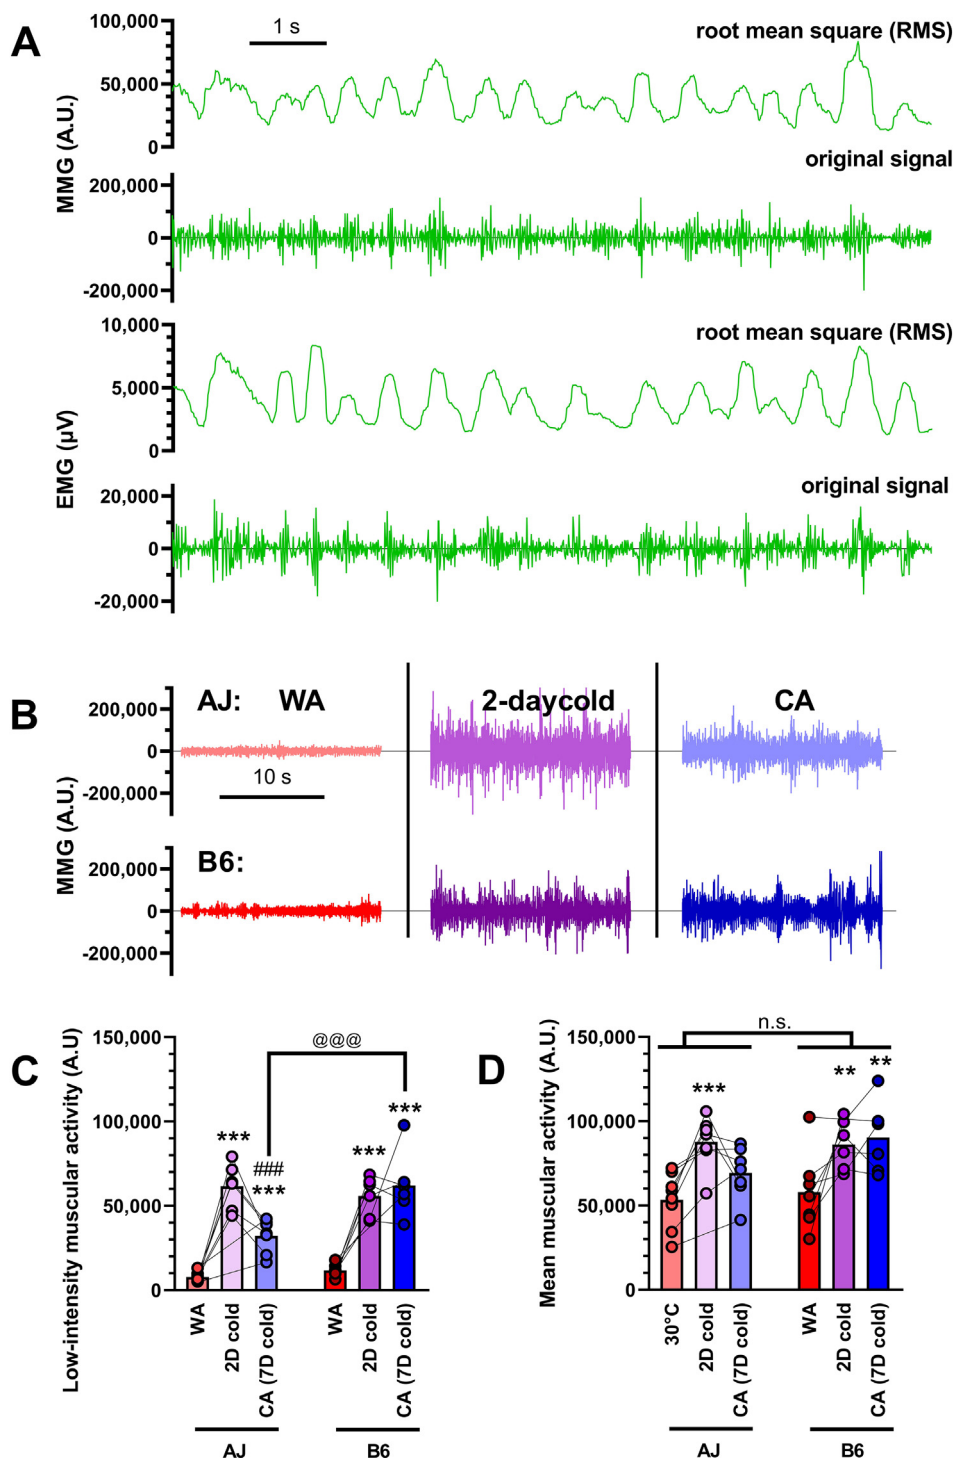 A
1 s
root mean square (RMS)
100,000
50,000
0
MMG (A.U.)
original signal
200,000
0
-200,000
root mean square (RMS)
10,000
5,000
0
EMG (µV)
original signal
20,000
0
-20,000
B
AJ: WA
2-daycold
CA
200,000
0
-200,000
10 s
MMG (A.U.)
B6:
200,000
0
-200,000
C
Low-intensity muscular activity (A.U)
150,000
100,000
50,000
0
@@@
***
###
***
***
***
WA
2D cold
CA (7D cold)
WA
2D cold
CA (7D cold)
AJ
B6
D
Mean muscular activity (A.U.)
150,000
100,000
50,000
0
n.s.
***
**
**
30°C
2D cold
CA (7D cold)
WA
2D cold
CA (7D cold)
AJ
B6